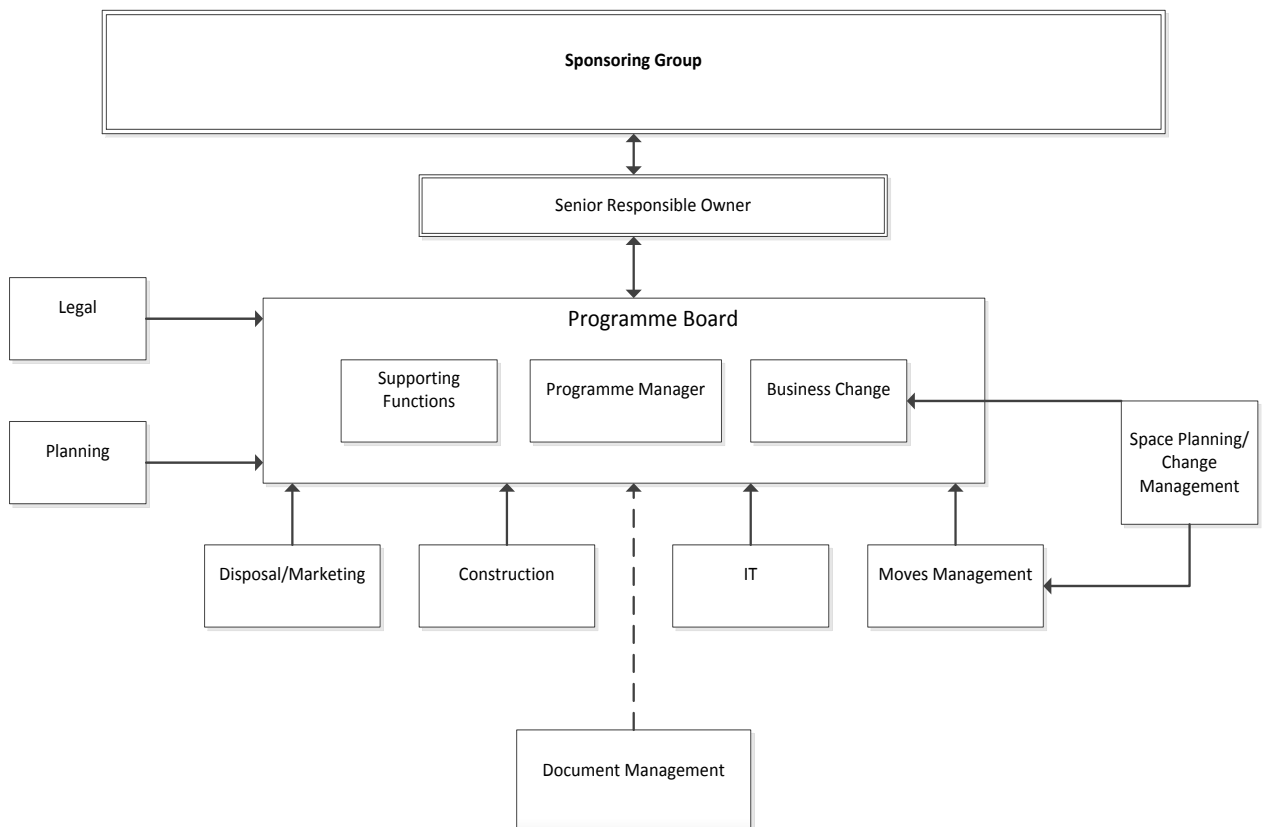 Sponsoring Group
Senior Responsible Owner
Legal
Programme Board
Supporting
Functions
Programme Manager
Business Change
Planning
Space Planning/
Change
Management
Disposal/Marketing
Construction
IT
Moves Management
Document Management